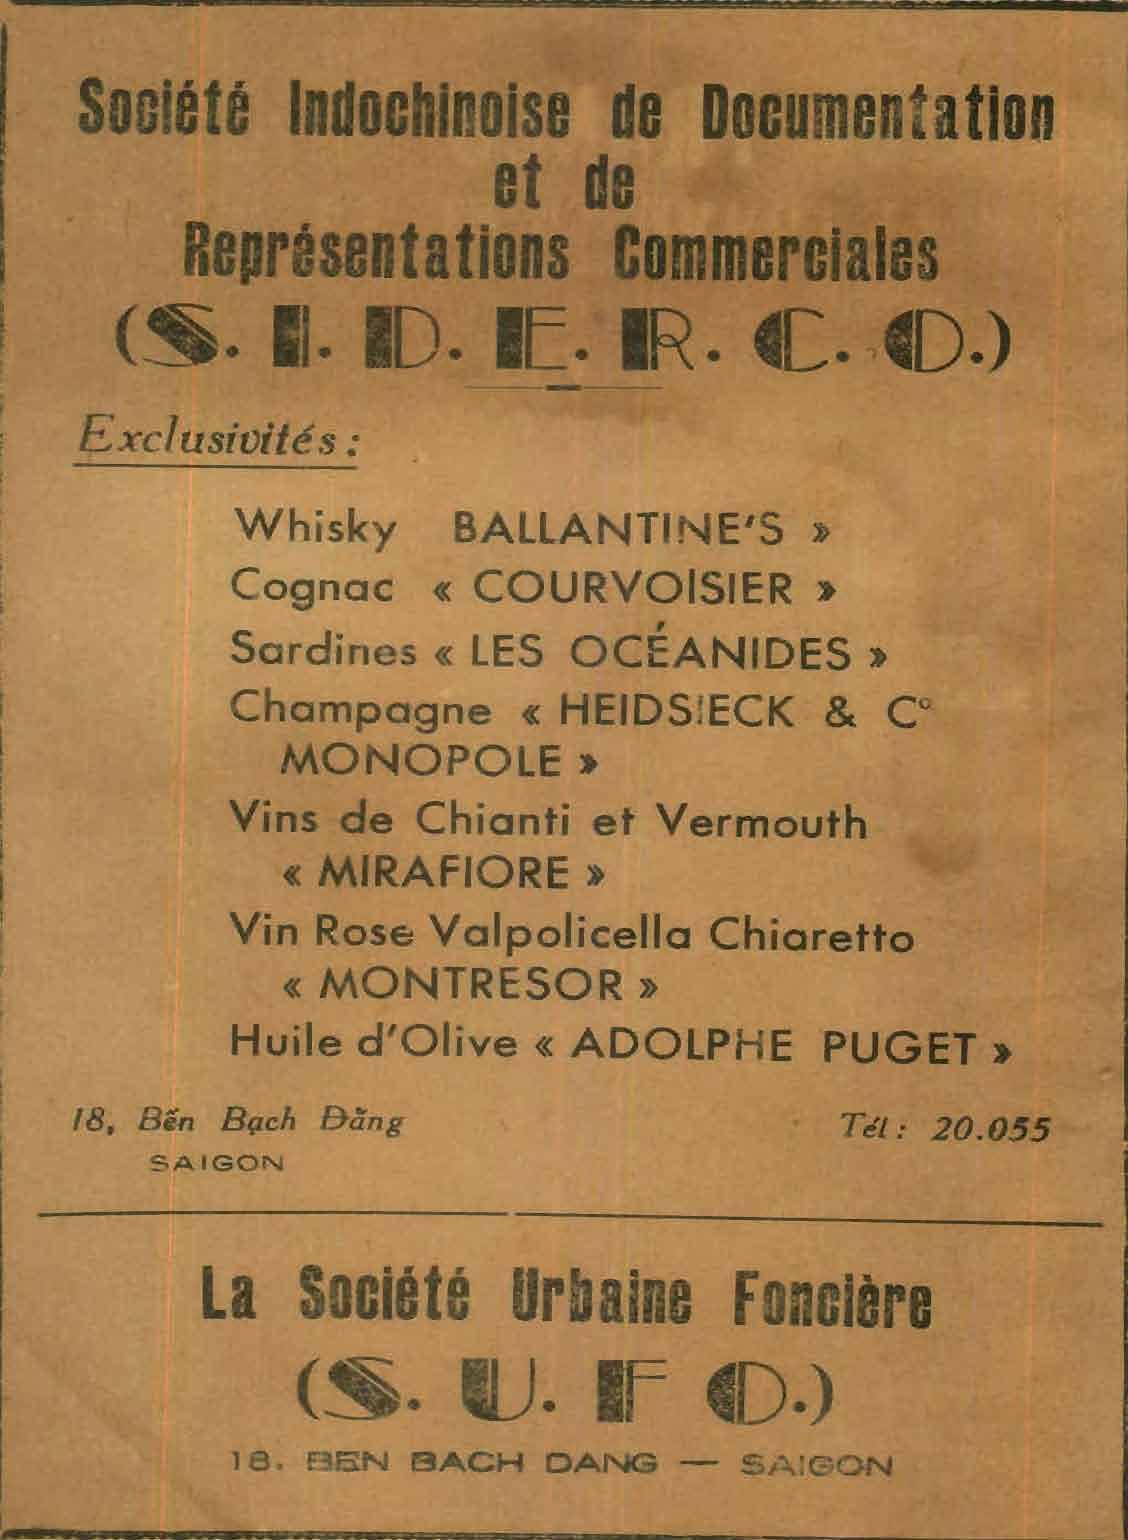 Société Indochinoise de Documentation
et de
Représentations Commerciales
(S. I. D. E. R. C. O.)
Exclusivités :
Whisky BALLANTINE'S »
Cognac « COURVOISIER »
Sardines « LES OCÉANIDES »
Champagne « HEIDSIECK & C°
MONOPOLE »
Vins de Chianti et Vermouth
« MIRAFIORE »
Vin Rose Valpolicella Chiaretto
« MONTRESOR »
Huile d'Olive « ADOLPHE PUGET »
18, Bến Bạch Đằng
Tél : 20.055
SAIGON
La Société Urbaine Foncière
(S. U. F O.)
18. BEN BACH DANG — SAIGON